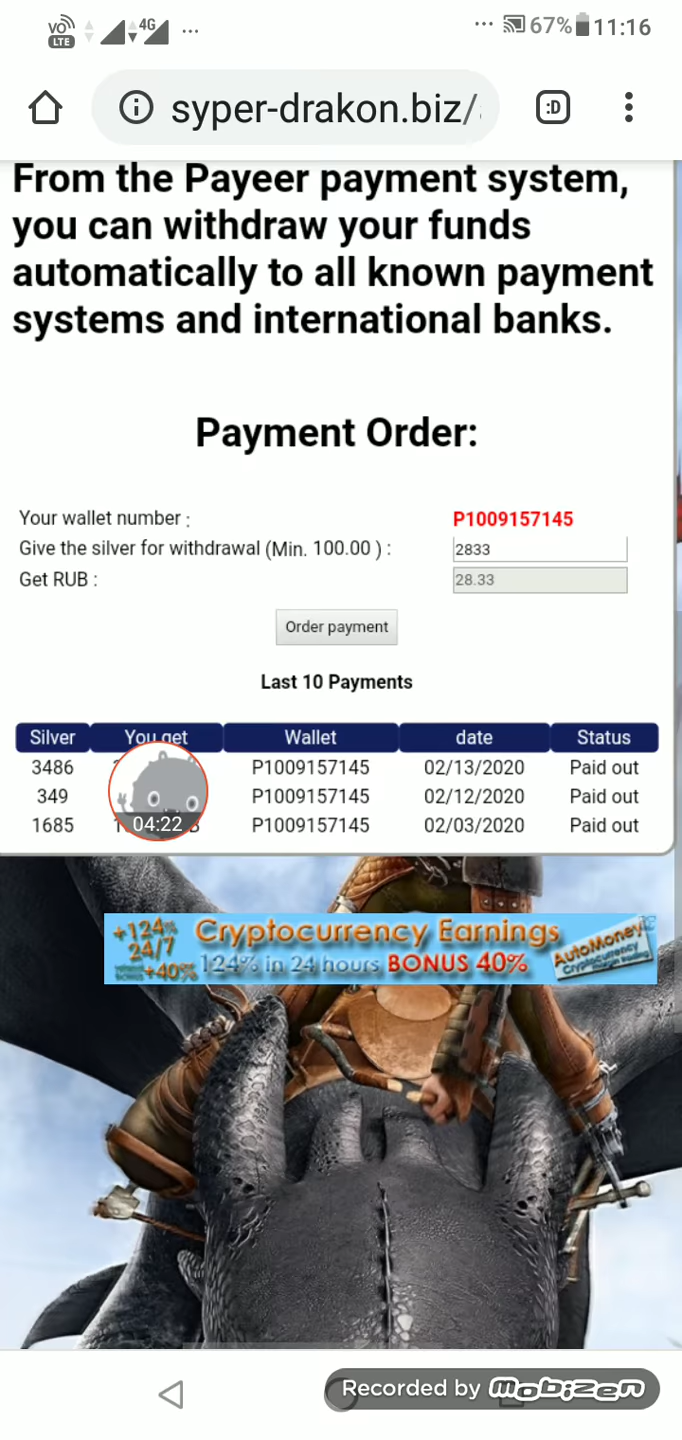 VO)) LTE 4G ... ... 67% 11:16
syper-drakon.biz/ :D
From the Payeer payment system,
you can withdraw your funds
automatically to all known payment
systems and international banks.
Payment Order:
Your wallet number : P1009157145
Give the silver for withdrawal (Min. 100.00 ) : 2833
Get RUB : 28.33
Order payment
Last 10 Payments
Silver You get Wallet date Status
3486 P1009157145 02/13/2020 Paid out
349 P1009157145 02/12/2020 Paid out
1685 P1009157145 02/03/2020 Paid out
04:22
+124% Cryptocurrency Earnings
24/7 AutoMoney
+40% 124% in 24 hours BONUS 40% Cryptocurrency
Recorded by mobizen